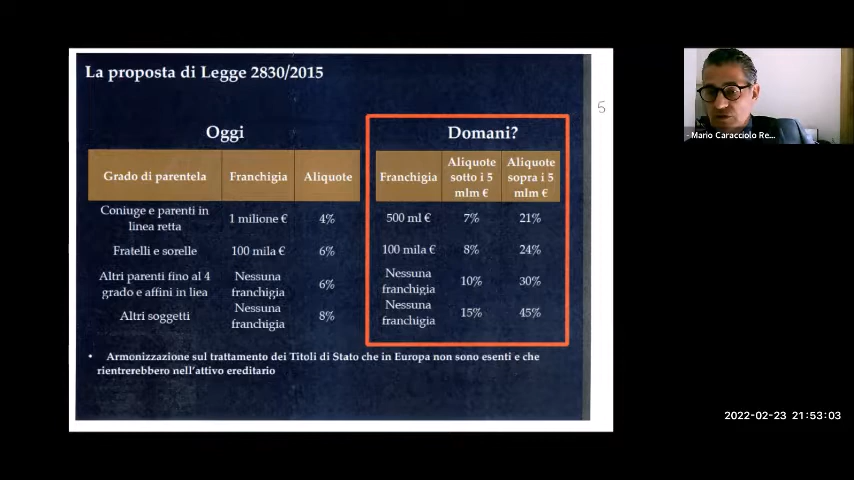 La proposta di Legge 2830/2015
5
Oggi
Domani?
Grado di parentela
Franchigia
Aliquote
Franchigia
Aliquote
sotto i 5
mlm €
Aliquote
sopra i 5
mlm €
Coniuge e parenti in
linea retta
1 milione €
4%
500 ml €
7%
21%
Fratelli e sorelle
100 mila €
6%
100 mila €
8%
24%
Altri parenti fino al 4
grado e affini in liea
Nessuna
franchigia
6%
Nessuna
franchigia
10%
30%
Altri soggetti
Nessuna
franchigia
8%
Nessuna
franchigia
15%
45%
• Armonizzazione sul trattamento dei Titoli di Stato che in Europa non sono esenti e che
rientrerebbero nell'attivo ereditario
Mario Caracciolo Re...
2022-02-23 21:53:03